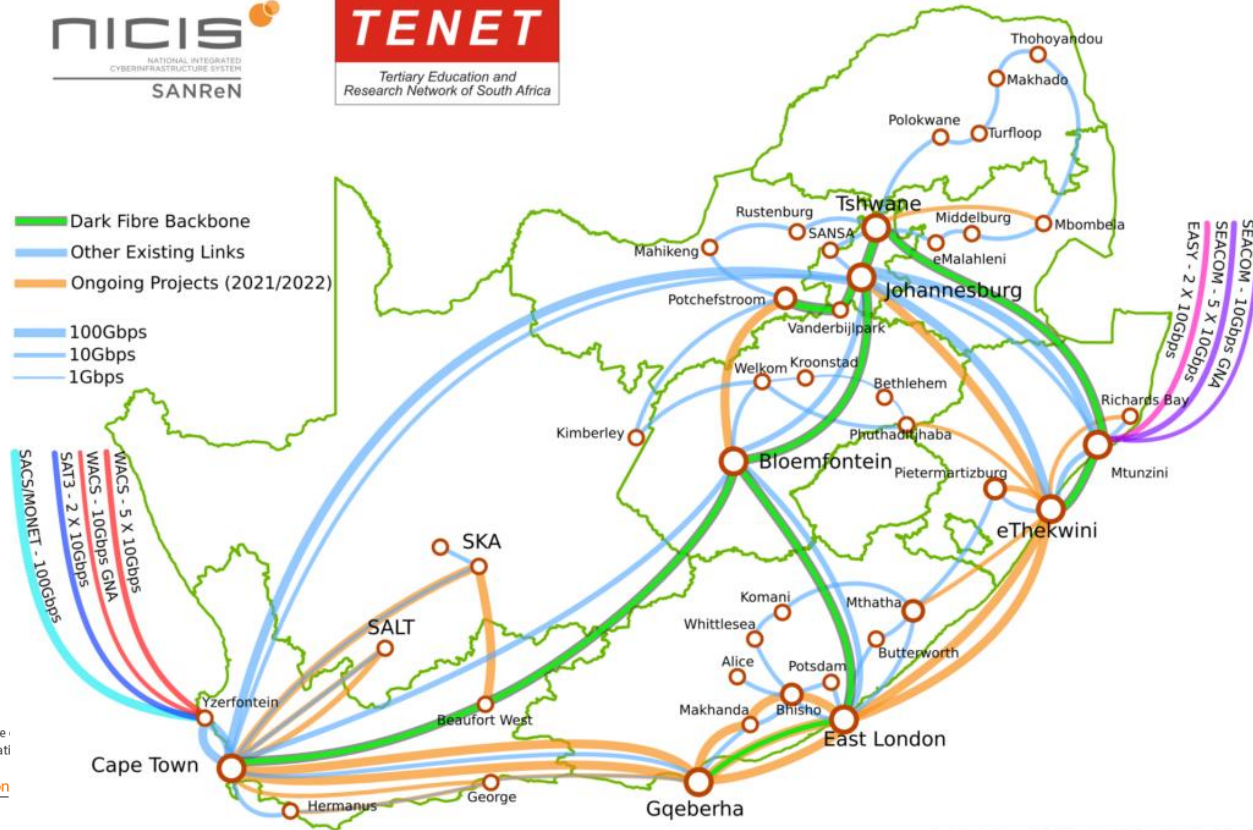 NICIS
NATIONAL INTEGRATED
CYBERINFRASTRUCTURE SYSTEM
SANReN
TENET
Tertiary Education and
Research Network of South Africa
Dark Fibre Backbone
Other Existing Links
Ongoing Projects (2021/2022)
100Gbps
10Gbps
1Gbps
Thohoyandou
Makhado
Polokwane
Turfloop
Tshwane
Rustenburg
SANSA
Middelburg
Mbombela
Mahikeng
eMalahleni
Johannesburg
Potchefstroom
Vanderbijlpark
Welkom
Kroonstad
Bethlehem
Richards Bay
Kimberley
Phuthaditjhaba
Bloemfontein
Pietermartizburg
Mtunzini
eThekwini
EASY - 2 X 10Gbps
SEACOM - 5 X 10Gbps
SEACOM - 10Gbps GNA
SACS/MONET - 100Gbps
SAT3 - 2 X 10Gbps
WACS - 10Gbps GNA
WACS - 5 X 10Gbps
SKA
SALT
Komani
Mthatha
Whittlesea
Butterworth
Alice
Potsdam
Yzerfontein
Beaufort West
Makhanda
Bhisho
East London
Cape Town
Hermanus
George
Gqeberha